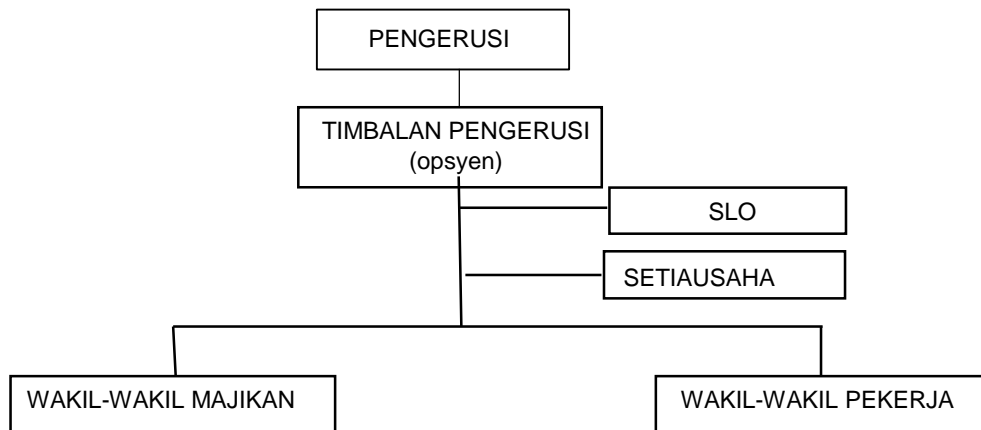 PENGERUSI
TIMBALAN PENGERUSI
(opsyen)
SLO
SETIAUSAHA
WAKIL-WAKIL MAJIKAN
WAKIL-WAKIL PEKERJA